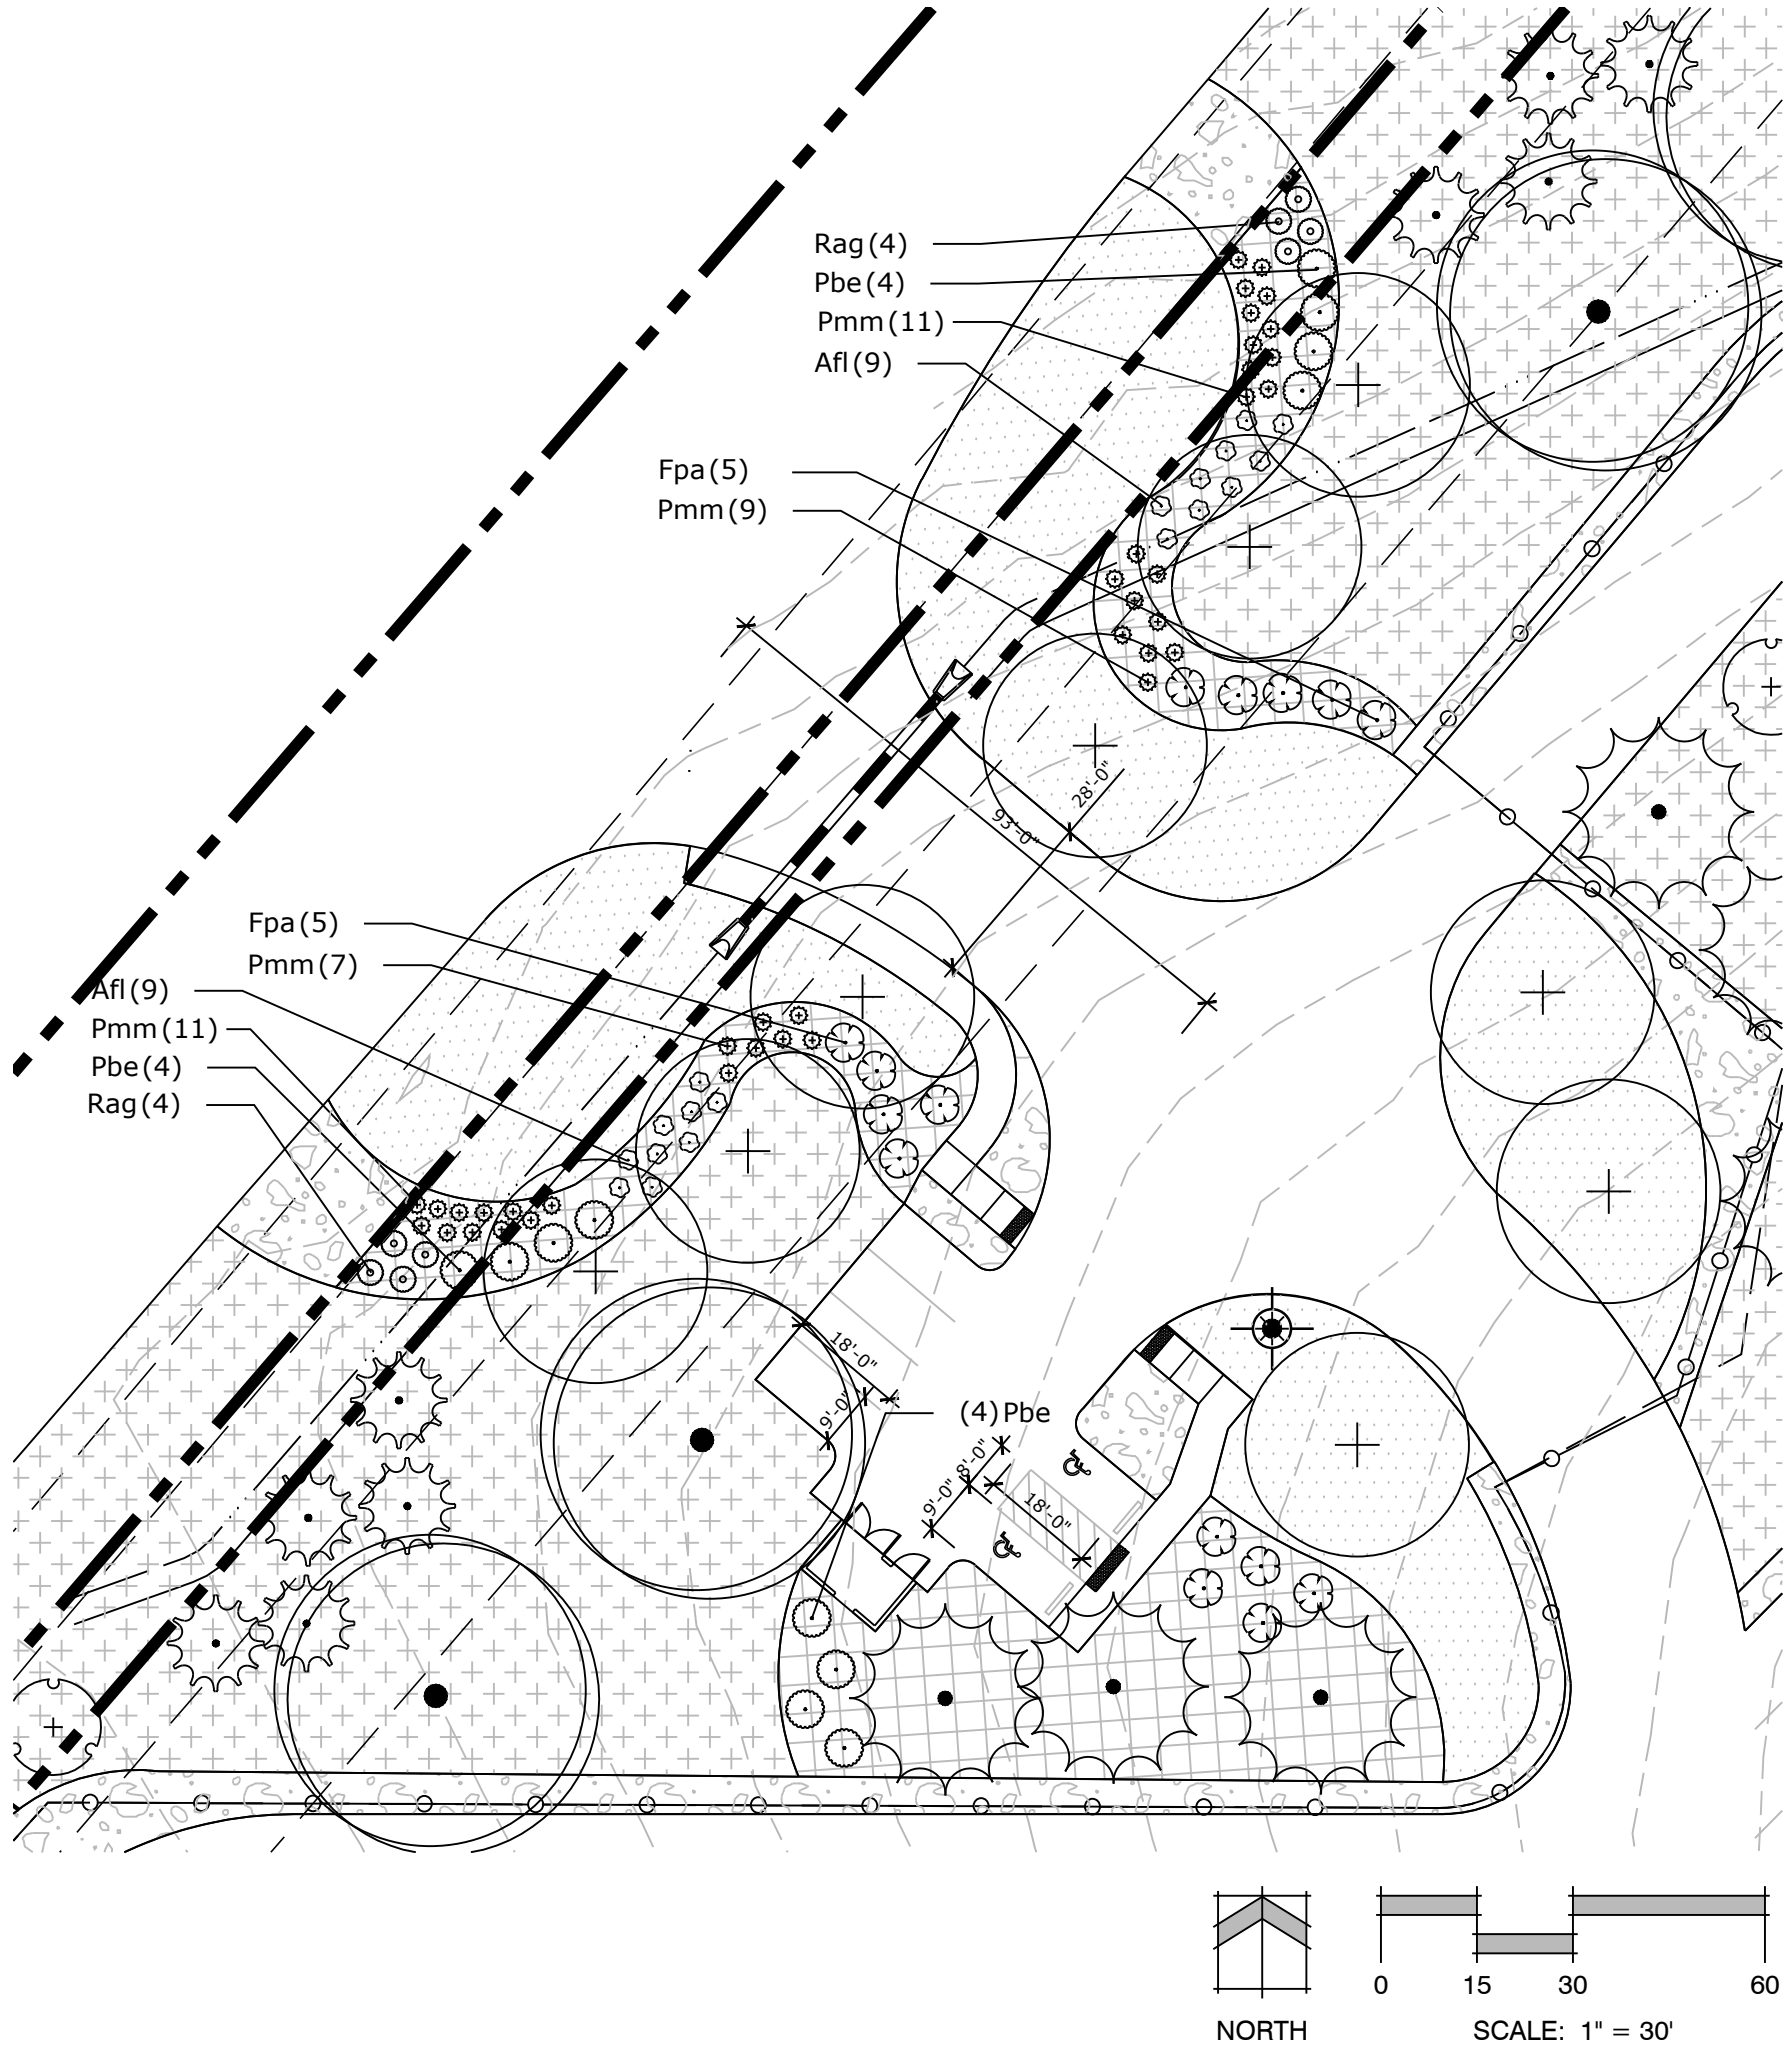 Rag(4)
Pbe(4)
Pmm(11)
Afl(9)
Fpa(5)
Pmm(9)
28'-0"
93'-0"
Fpa(5)
Pmm(7)
Afl(9)
Pmm(11)
Pbe(4)
Rag(4)
18'-0"
9'-0"
(4)Pbe
8'-0"
9'-0"
18'-0"
0 15 30 60
NORTH
SCALE: 1" = 30'